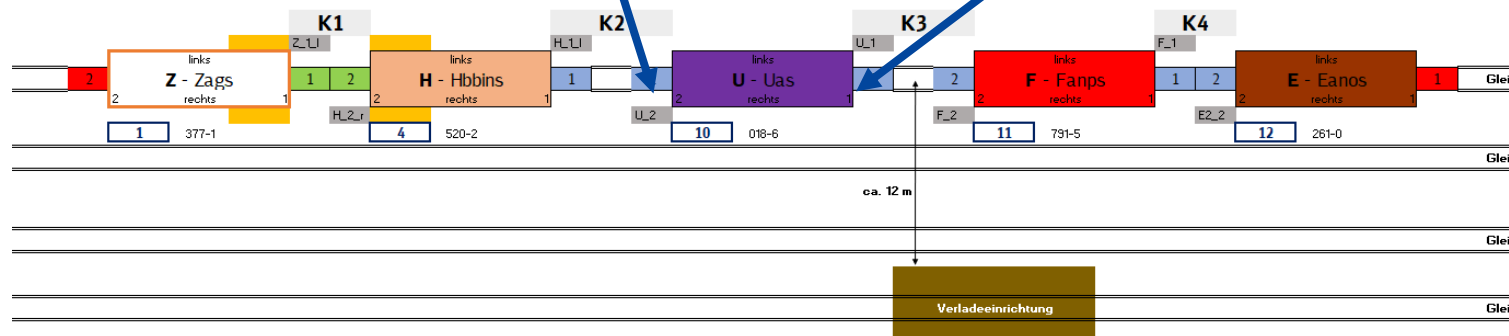 K1
K2
K3
K4
Z_1_l
H_1_l
U_1
F_1
2
links
Z - Zags
2 rechts 1
1
2
links
H - Hbbins
2 rechts 1
1
links
U - Uas
2 rechts 1
2
links
F - Fanps
2 rechts 1
1
2
links
E - Eanos
2 rechts 1
1
Glei
H_2_r
U_2
F_2
E2_2
1 377-1
4 520-2
10 018-6
11 791-5
12 261-0
Glei
ca. 12 m
Glei
Verladeeinrichtung
Glei